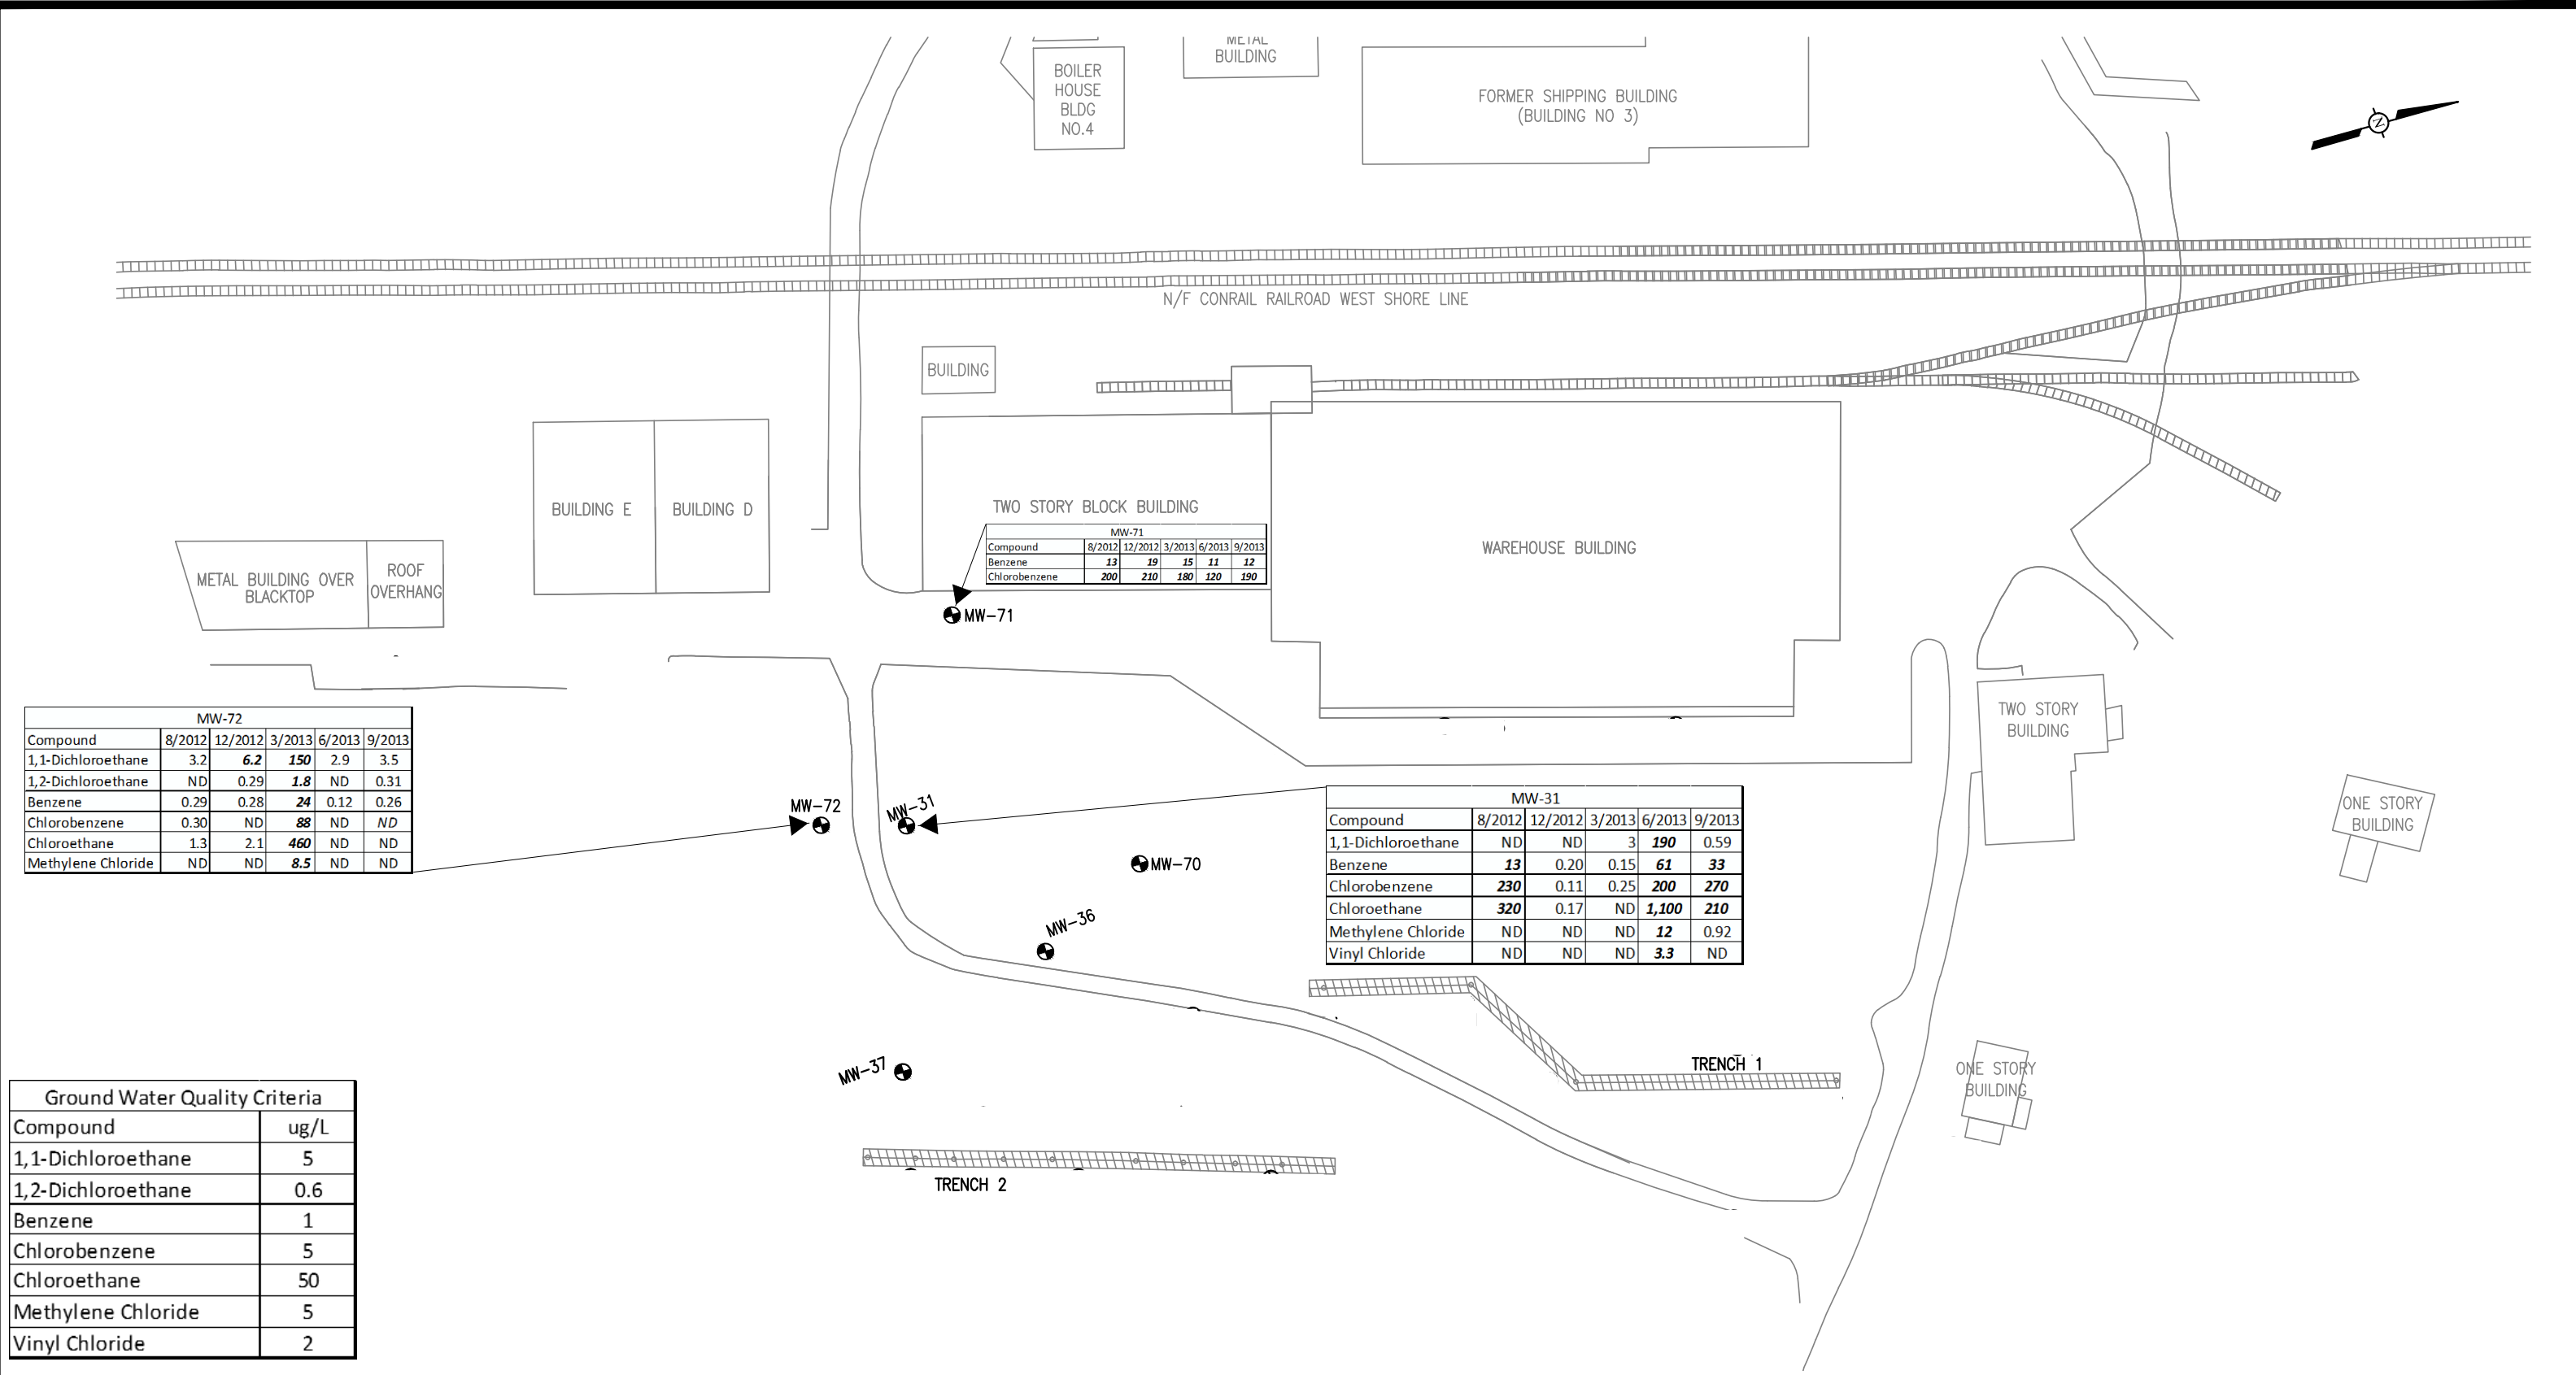 METAL
BUILDING
BOILER
HOUSE
BLDG
NO.4
FORMER SHIPPING BUILDING
(BUILDING NO 3)
N
N/F CONRAIL RAILROAD WEST SHORE LINE
BUILDING
BUILDING E
BUILDING D
TWO STORY BLOCK BUILDING
WAREHOUSE BUILDING
MW-71
Compound 8/2012 12/2012 3/2013 6/2013 9/2013
Benzene 13 19 15 11 12
Chlorobenzene 200 210 180 120 190
METAL BUILDING OVER
BLACKTOP
ROOF
OVERHANG
MW-71
MW-72
Compound 8/2012 12/2012 3/2013 6/2013 9/2013
1,1-Dichloroethane 3.2 6.2 150 2.9 3.5
1,2-Dichloroethane ND 0.29 1.8 ND 0.31
Benzene 0.29 0.28 24 0.12 0.26
Chlorobenzene 0.30 ND 88 ND ND
Chloroethane 1.3 2.1 460 ND ND
Methylene Chloride ND ND 8.5 ND ND
TWO STORY
BUILDING
MW-72
MW-31
MW-31
Compound 8/2012 12/2012 3/2013 6/2013 9/2013
1,1-Dichloroethane ND ND 3 190 0.59
Benzene 13 0.20 0.15 61 33
Chlorobenzene 230 0.11 0.25 200 270
Chloroethane 320 0.17 ND 1,100 210
Methylene Chloride ND ND ND 12 0.92
Vinyl Chloride ND ND ND 3.3 ND
ONE STORY
BUILDING
MW-70
MW-36
MW-37
TRENCH 1
ONE STORY
BUILDING
TRENCH 2
Ground Water Quality Criteria
Compound ug/L
1,1-Dichloroethane 5
1,2-Dichloroethane 0.6
Benzene 1
Chlorobenzene 5
Chloroethane 50
Methylene Chloride 5
Vinyl Chloride 2